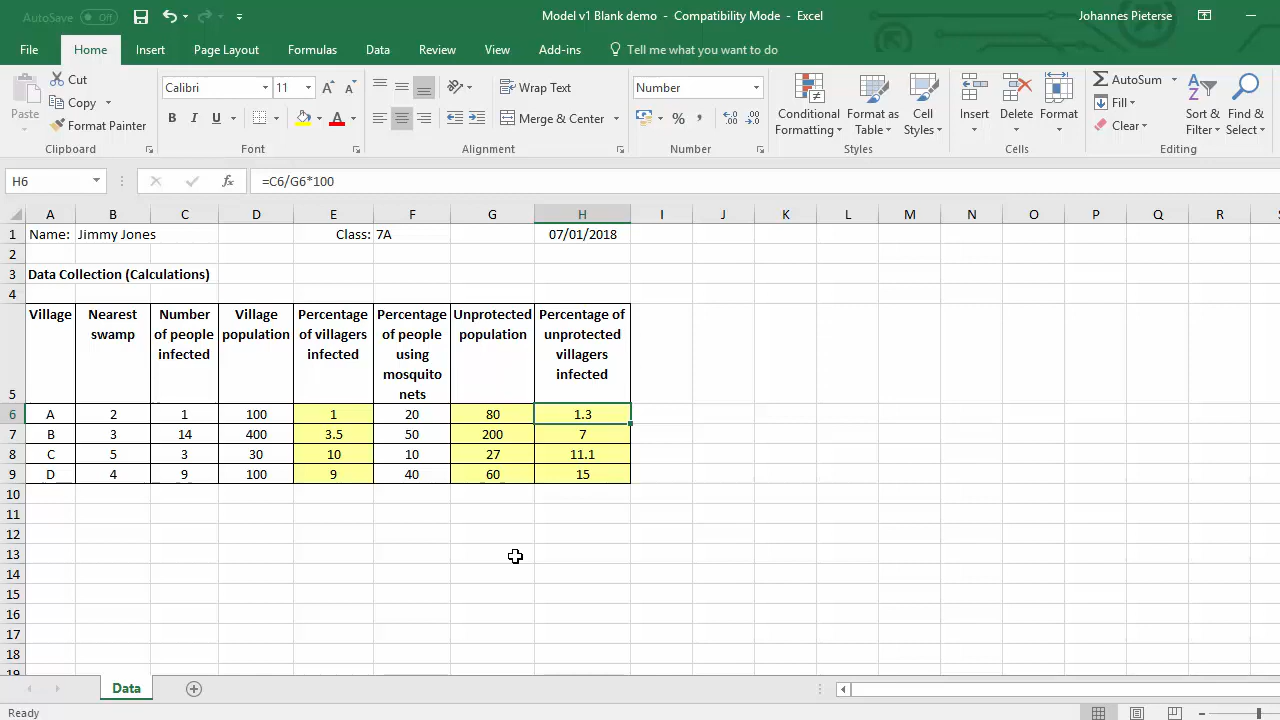 AutoSave Off
Model v1 Blank demo - Compatibility Mode - Excel
Johannes Pieterse
File Home Insert Page Layout Formulas Data Review View Add-ins Tell me what you want to do
Paste
Cut
Copy
Format Painter
Clipboard
Calibri 11
B I U
Font
Wrap Text
Merge & Center
Alignment
Number
%
Number
Conditional Formatting
Format as Table
Cell Styles
Styles
Insert Delete Format
Cells
AutoSum
Fill
Clear
Sort & Filter
Find & Select
Editing
H6 fx =C6/G6*100
A B C D E F G H I J K L M N O P Q R
1 Name: Jimmy Jones Class: 7A 07/01/2018
2
3 Data Collection (Calculations)
4
5 Village Nearest swamp Number of people infected Village population Percentage of villagers infected Percentage of people using mosquito nets Unprotected population Percentage of unprotected villagers infected
6 A 2 1 100 1 20 80 1.3
7 B 3 14 400 3.5 50 200 7
8 C 5 3 30 10 10 27 11.1
9 D 4 9 100 9 40 60 15
10
11
12
13
14
15
16
17
18
19
Data
Ready